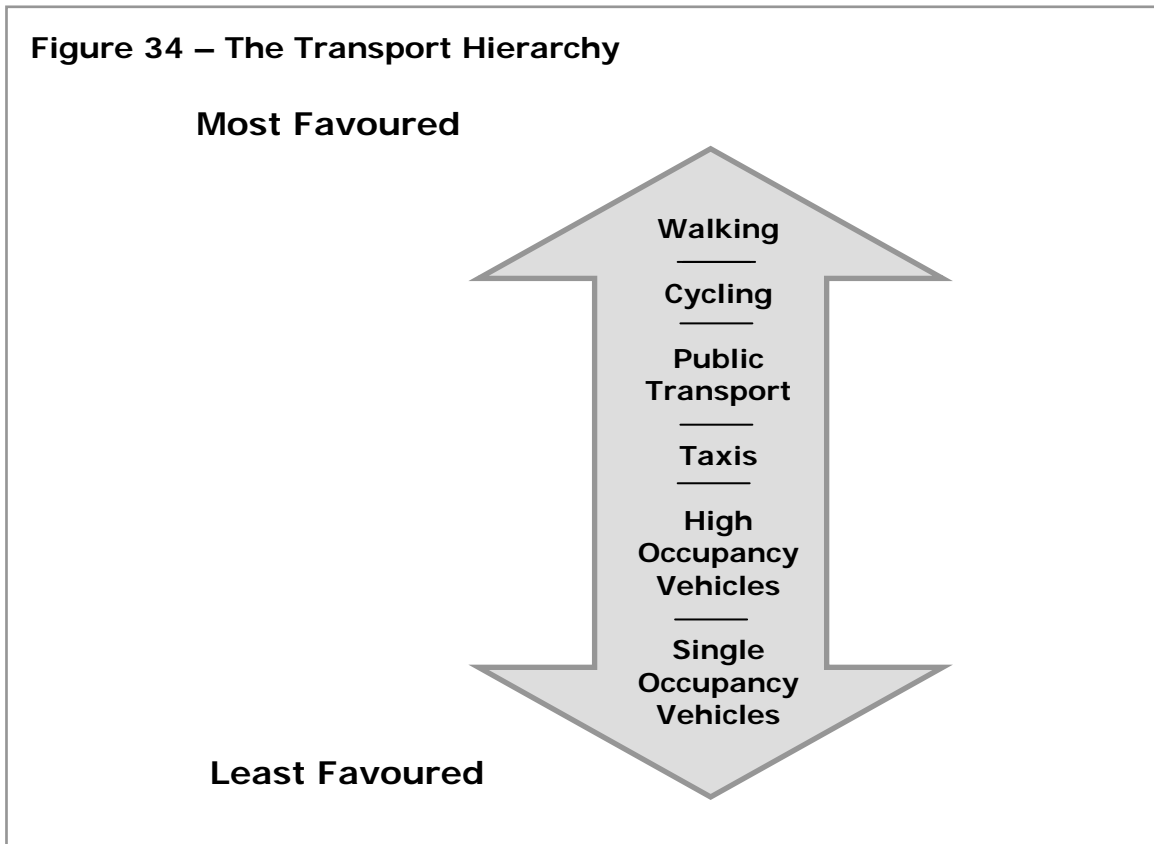 Figure 34 – The Transport Hierarchy
Most Favoured
Walking
Cycling
Public
Transport
Taxis
High
Occupancy
Vehicles
Single
Occupancy
Vehicles
Least Favoured